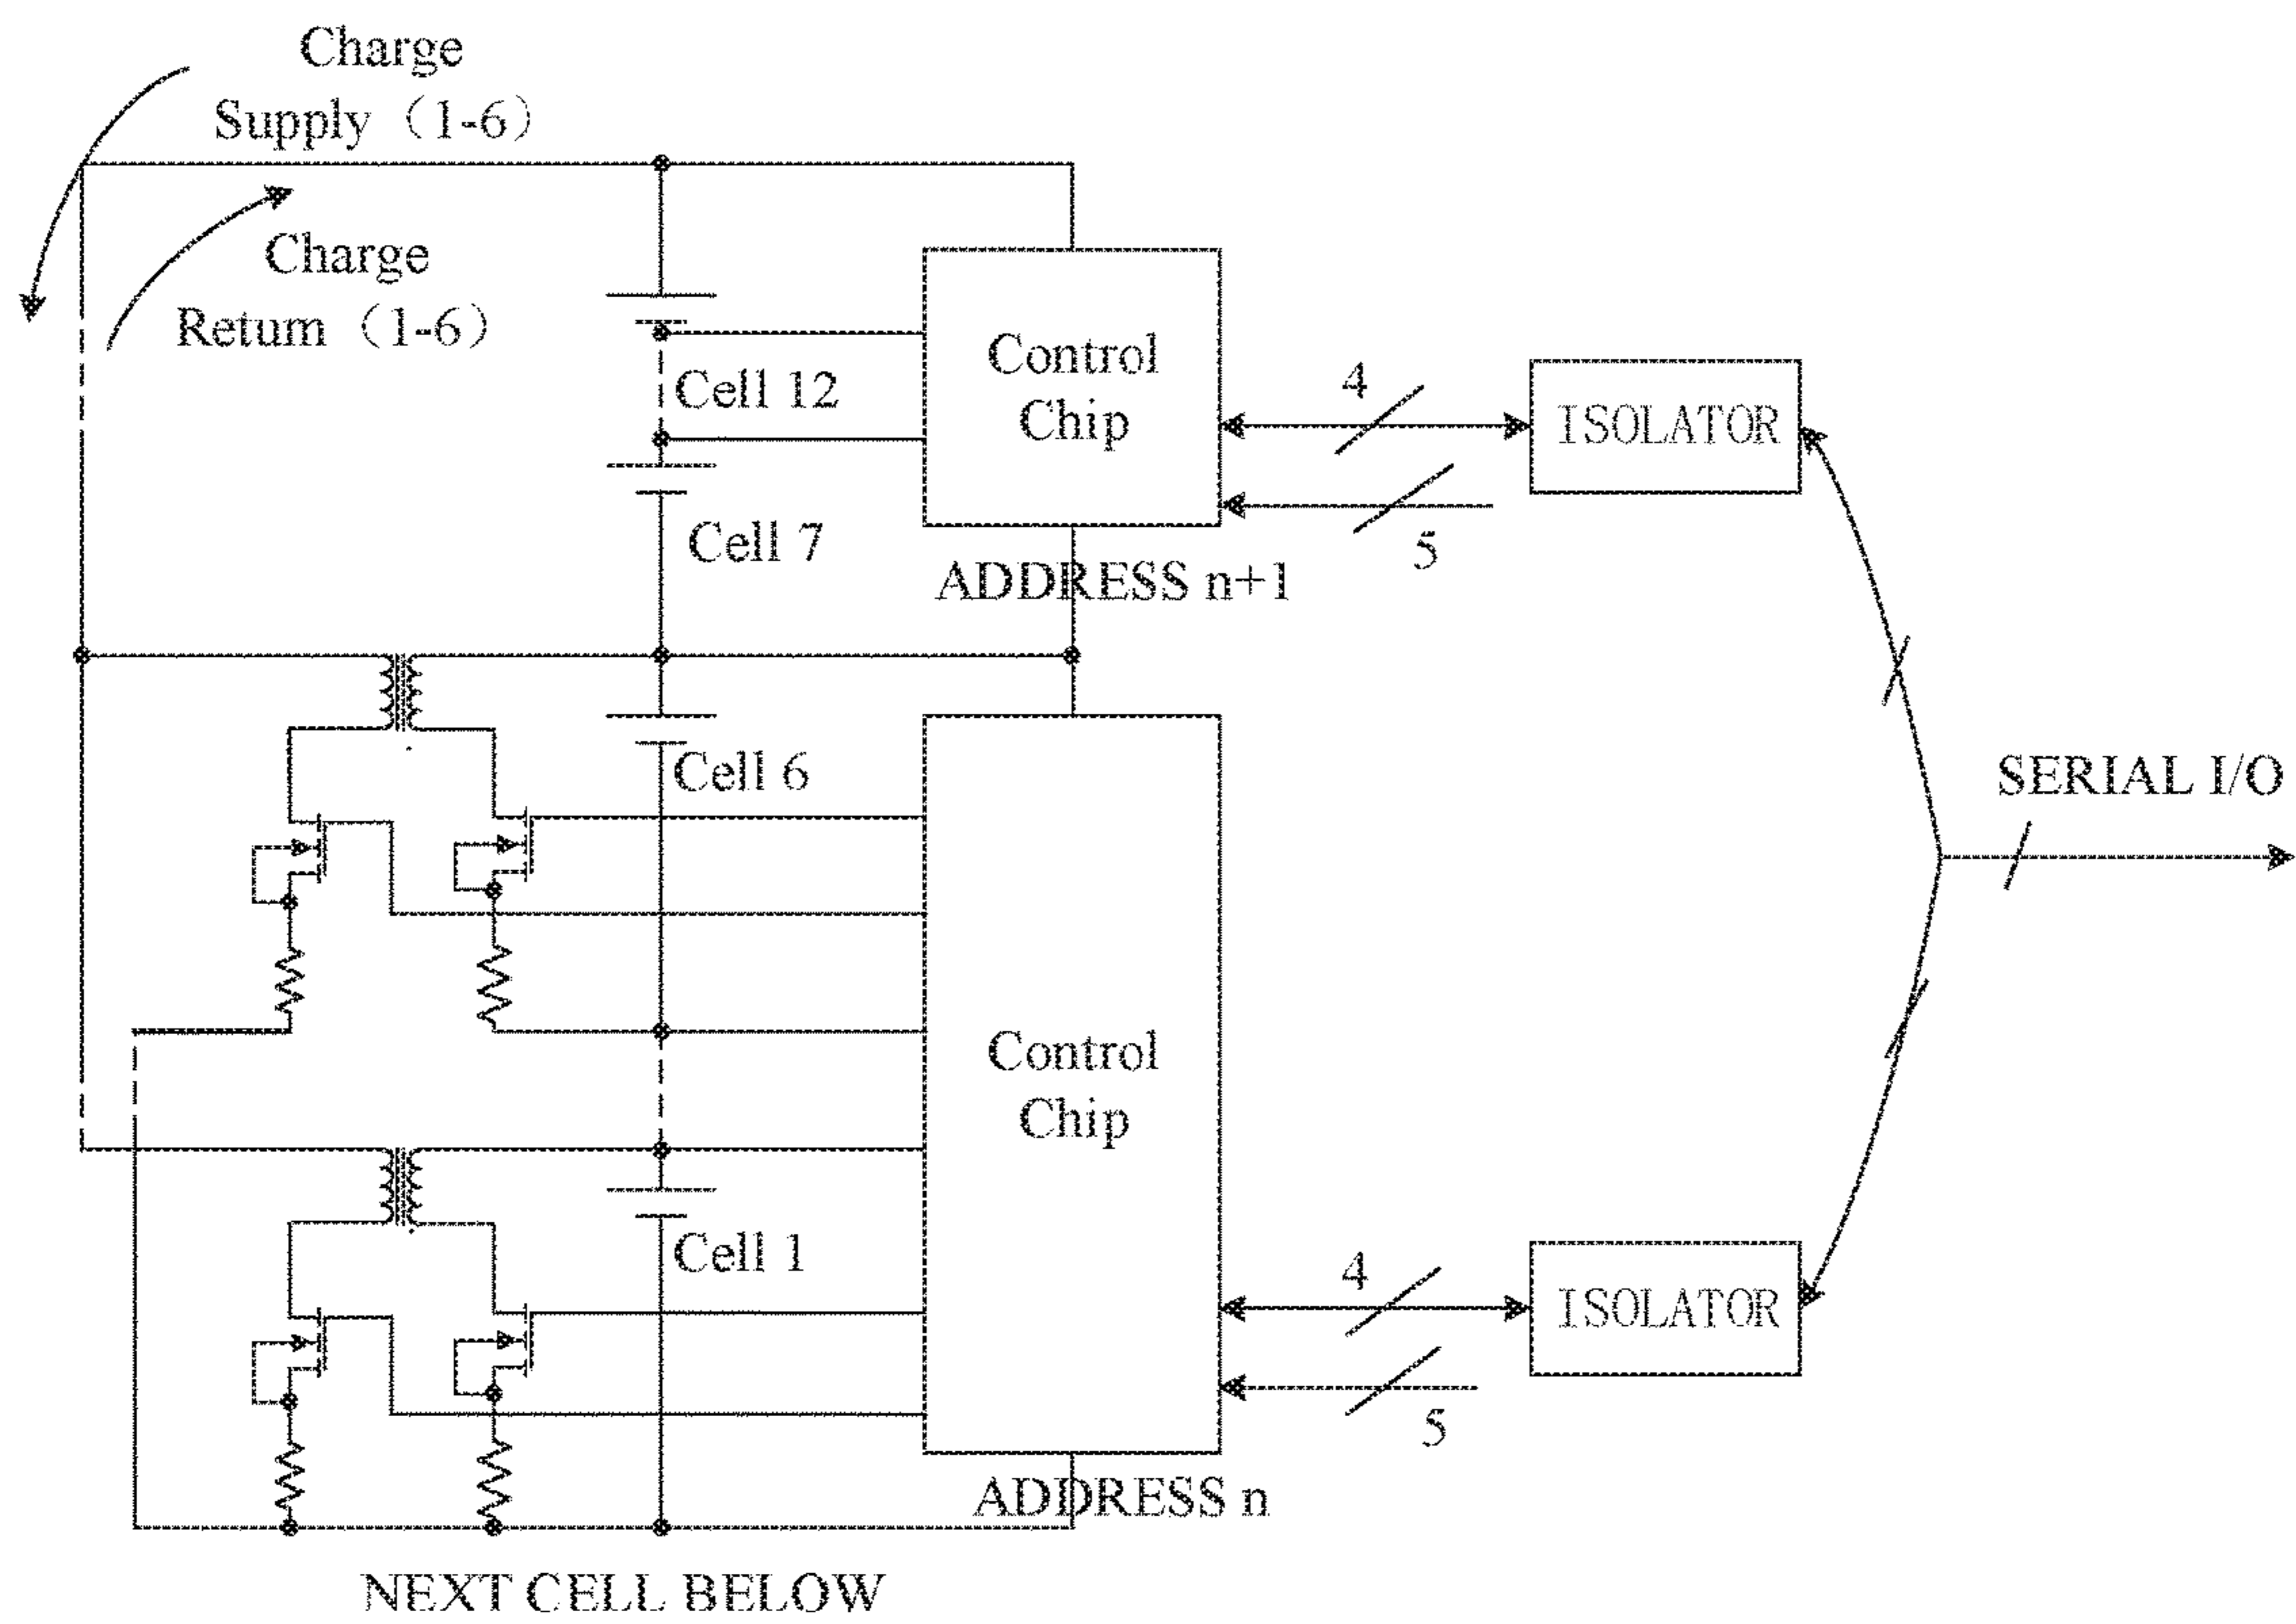 Charge
Supply（1-6）
Charge
Retum（1-6）
Cell 12
Control
Chip
4
ISOLATOR
5
Cell 7
ADDRESS n+1
Cell 6
SERIAL I/O
Control
Chip
Cell 1
4
ISOLATOR
5
ADDRESS n
NEXT CELL BELOW